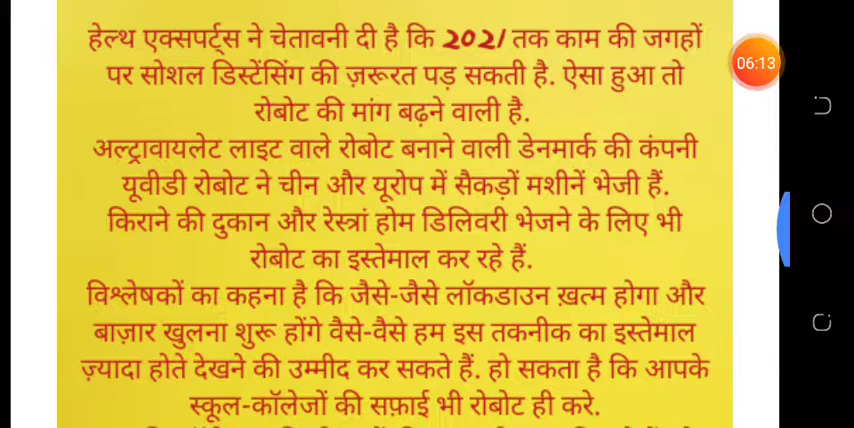 हेल्थ एक्सपर्ट्स ने चेतावनी दी है कि 2021 तक काम की जगहों
पर सोशल डिस्टेंसिंग की ज़रूरत पड़ सकती है. ऐसा हुआ तो
रोबोट की मांग बढ़ने वाली है.
अल्ट्रावायलेट लाइट वाले रोबोट बनाने वाली डेनमार्क की कंपनी
यूवीडी रोबोट ने चीन और यूरोप में सैकड़ों मशीनें भेजी हैं.
किराने की दुकान और रेस्त्रां होम डिलिवरी भेजने के लिए भी
रोबोट का इस्तेमाल कर रहे हैं.
विश्लेषकों का कहना है कि जैसे-जैसे लॉकडाउन ख़त्म होगा और
बाज़ार खुलना शुरू होंगे वैसे-वैसे हम इस तकनीक का इस्तेमाल
ज़्यादा होते देखने की उम्मीद कर सकते हैं. हो सकता है कि आपके
स्कूल-कॉलेजों की सफ़ाई भी रोबोट ही करे.
06:13